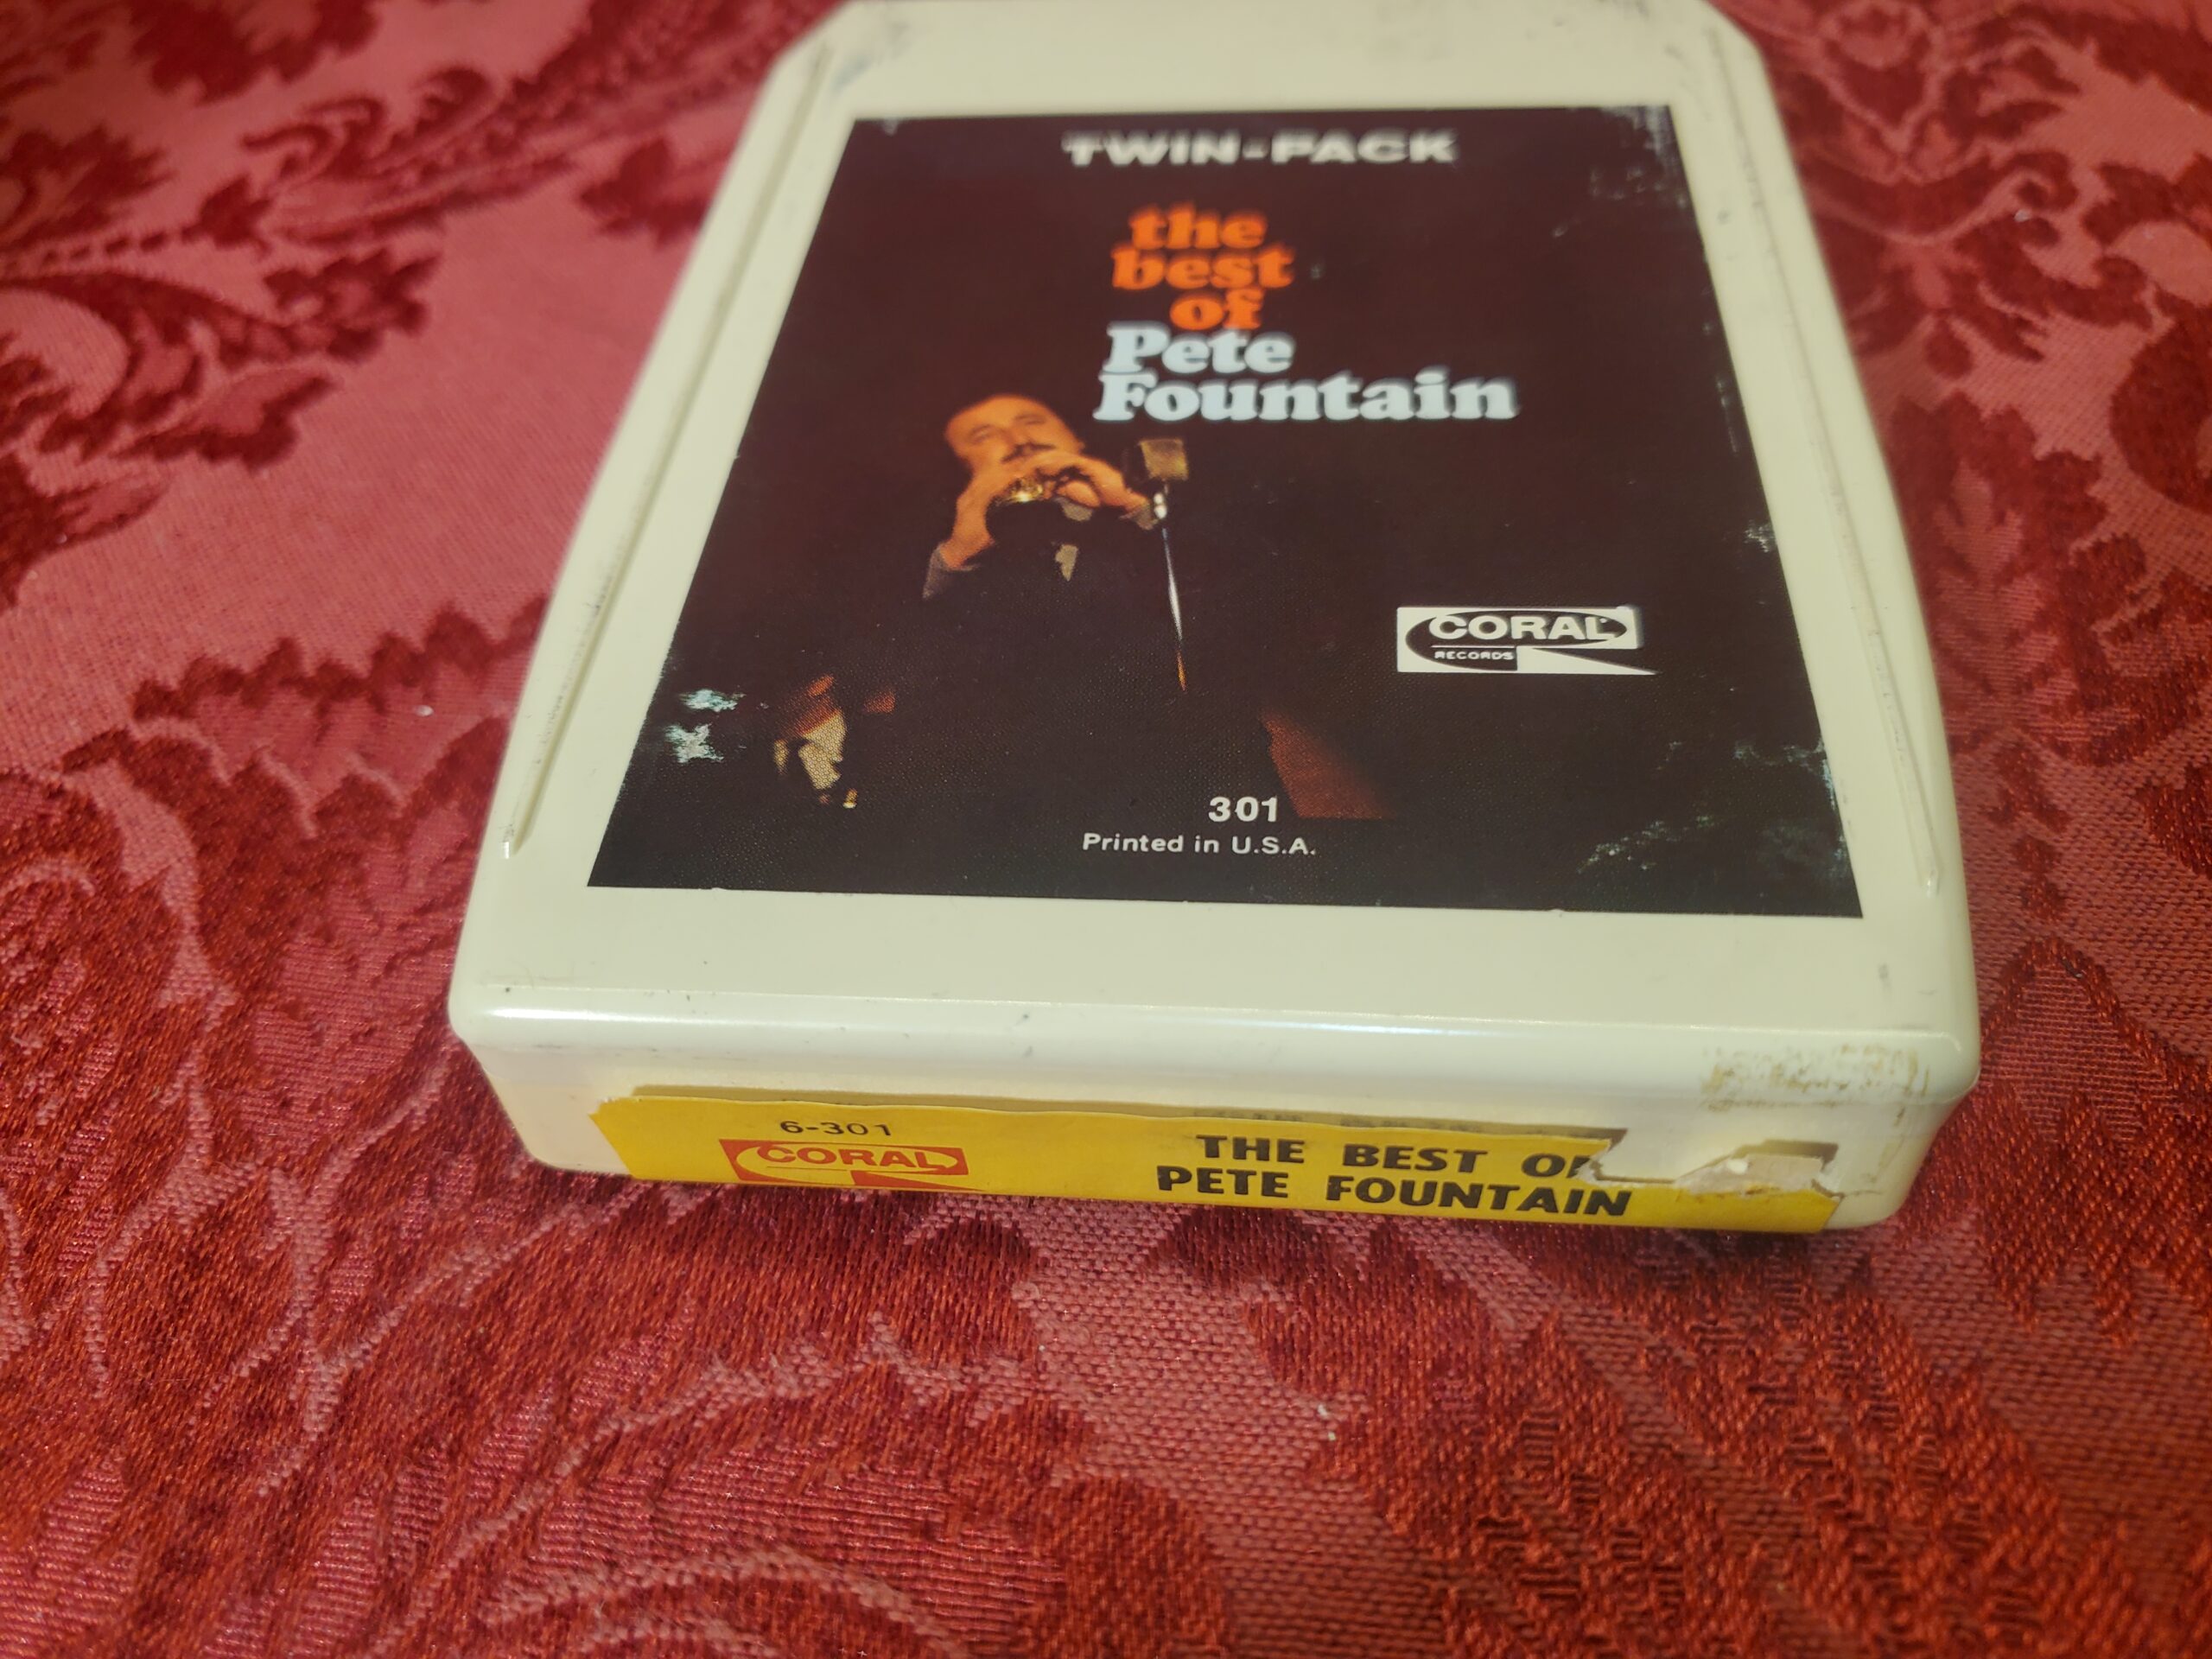 TWIN-PACK
the
best
of
Pete
Fountain
CORAL
RECORDS
301
Printed in U.S.A.
6-301
CORAL
THE BEST OF
PETE FOUNTAIN